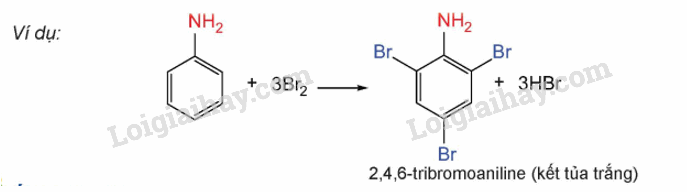 Ví dụ:
NH₂ + 3Br₂ → NH₂ Br Br Br + 3HBr
2,4,6-tribromoaniline (kết tủa trắng)
Loigiaihay.com
Loigiaihay.com